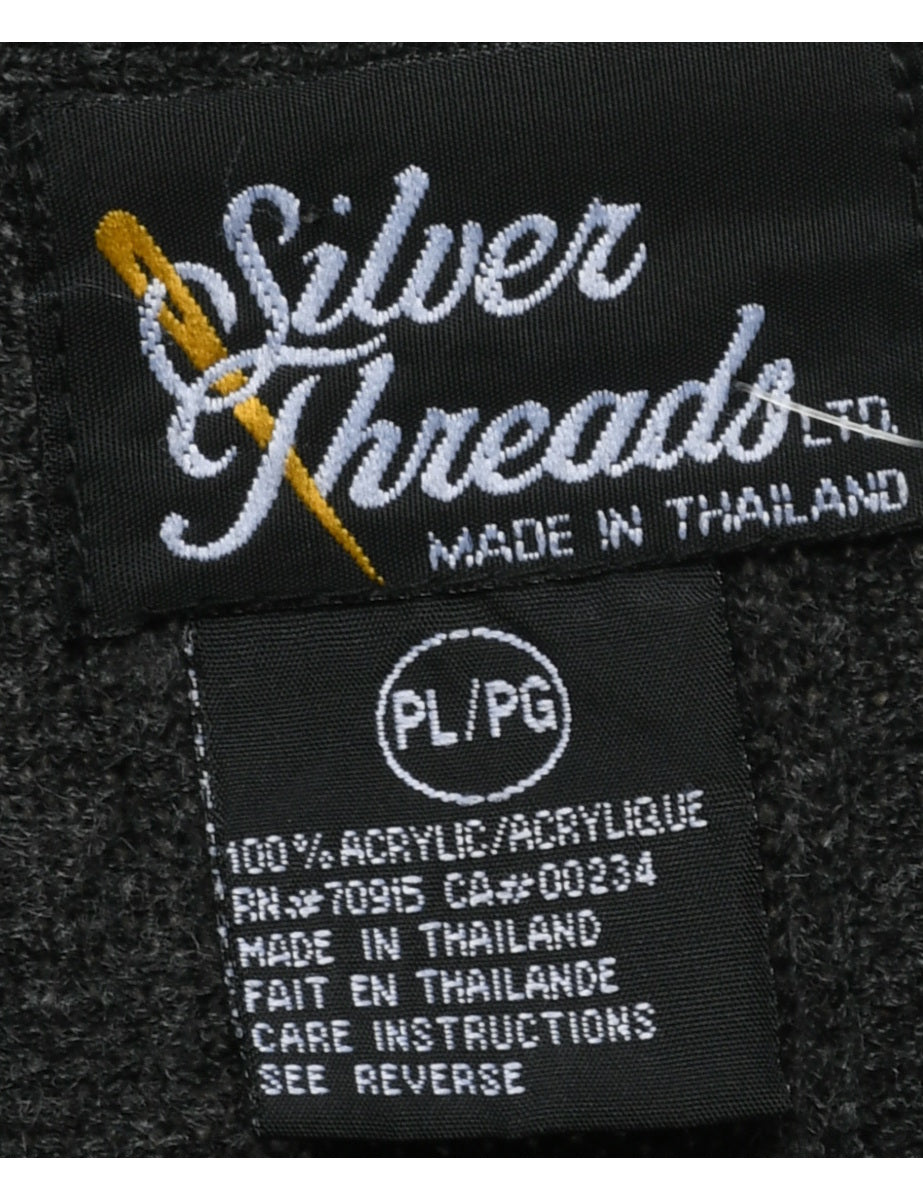 Silver
Threads LTD.
MADE IN THAILAND
PL/PG
100% ACRYLIC/ACRYLIQUE
RN#70915 CA#00234
MADE IN THAILAND
FAIT EN THAILANDE
CARE INSTRUCTIONS
SEE REVERSE